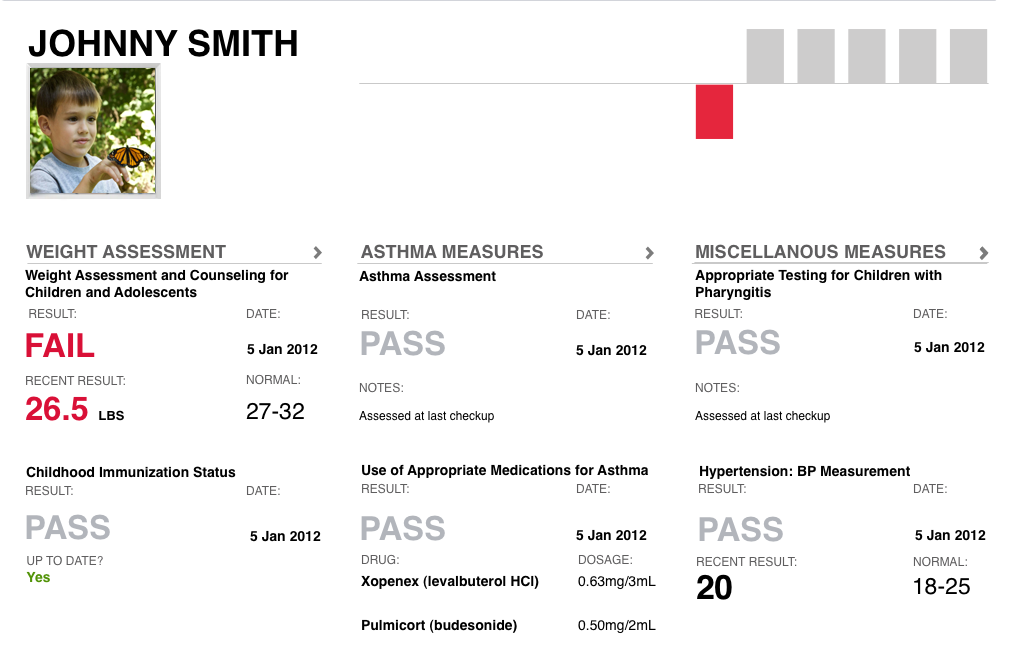 JOHNNY SMITH
WEIGHT ASSESSMENT
Weight Assessment and Counseling for
Children and Adolescents
RESULT: DATE:
FAIL 5 Jan 2012
RECENT RESULT: NORMAL:
26.5 LBS 27-32
Childhood Immunization Status
RESULT: DATE:
PASS 5 Jan 2012
UP TO DATE?
Yes
ASTHMA MEASURES
Asthma Assessment
RESULT: DATE:
PASS 5 Jan 2012
NOTES:
Assessed at last checkup
Use of Appropriate Medications for Asthma
RESULT: DATE:
PASS 5 Jan 2012
DRUG: DOSAGE:
Xopenex (levalbuterol HCl) 0.63mg/3mL
Pulmicort (budesonide) 0.50mg/2mL
MISCELLANOUS MEASURES
Appropriate Testing for Children with
Pharyngitis
RESULT: DATE:
PASS 5 Jan 2012
NOTES:
Assessed at last checkup
Hypertension: BP Measurement
RESULT: DATE:
PASS 5 Jan 2012
RECENT RESULT: NORMAL:
20 18-25